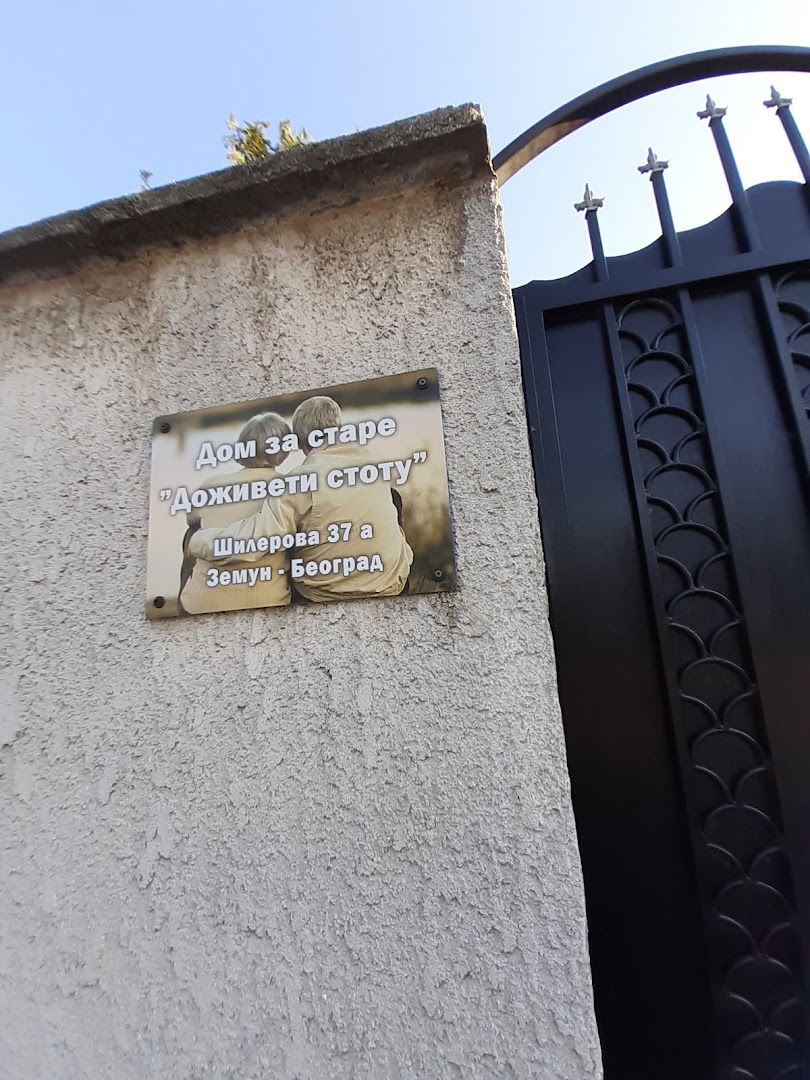 Дом за старе
"Доживети стоту"
Шилерова 37 а
Земун - Београд